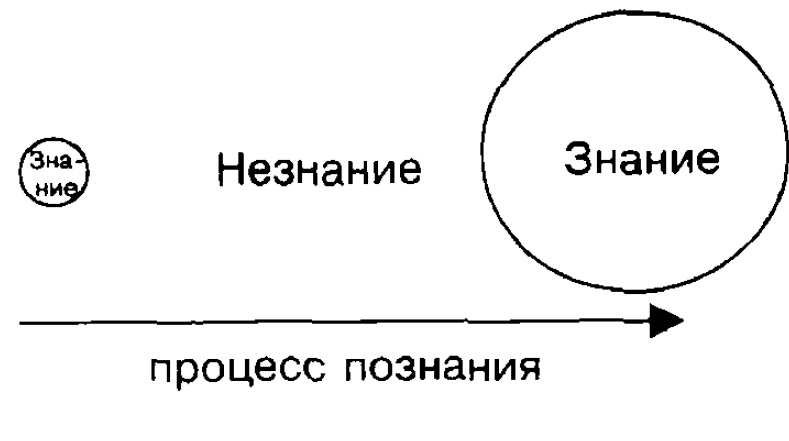 Зна-
ние
Незнание
Знание
процесс познания